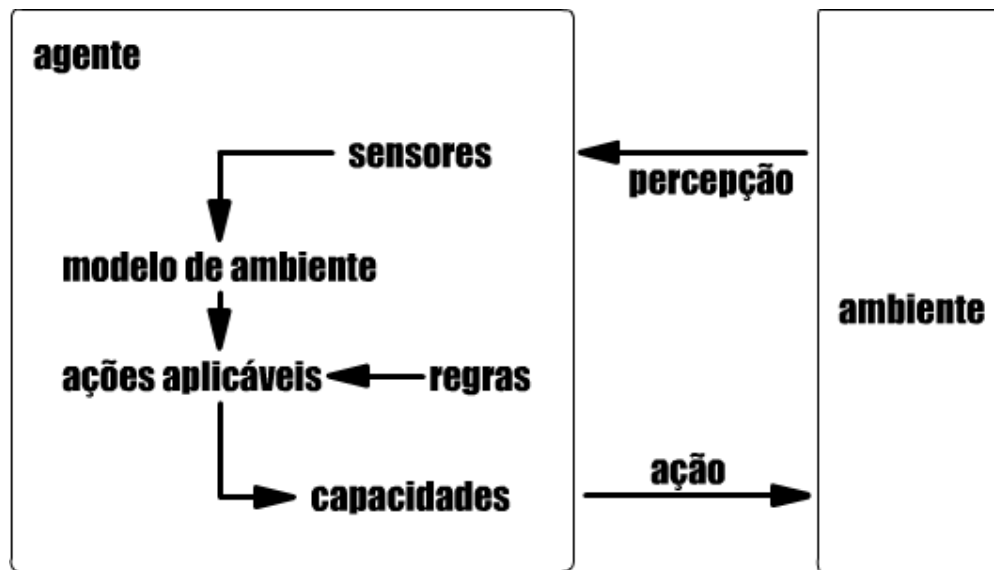 agente
sensores
percepção
modelo de ambiente
ambiente
ações aplicáveis
regras
ação
capacidades